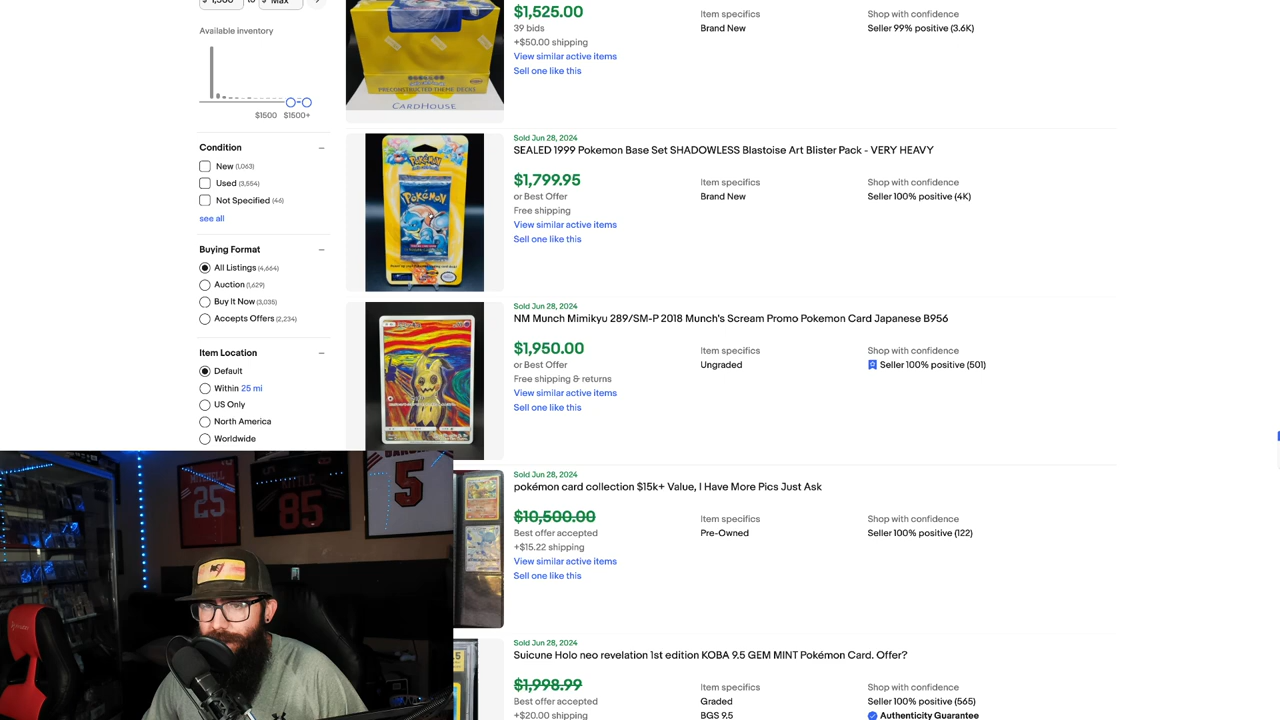 $ 1,500 to $ Max
Available inventory
$1500 $1500+
Condition
New (1,063)
Used (3,554)
Not Specified (46)
see all
Buying Format
All Listings (4,664)
Auction (1,629)
Buy It Now (3,035)
Accepts Offers (2,234)
Item Location
Default
Within 25 mi
US Only
North America
Worldwide
PRECONSTRUCTED THEME DECKS
CARDHOUSE
$1,525.00
39 bids
+$50.00 shipping
View similar active items
Sell one like this
Item specifics
Brand New
Shop with confidence
Seller 99% positive (3.6K)
Sold Jun 28, 2024
SEALED 1999 Pokemon Base Set SHADOWLESS Blastoise Art Blister Pack - VERY HEAVY
$1,799.95
or Best Offer
Free shipping
View similar active items
Sell one like this
Item specifics
Brand New
Shop with confidence
Seller 100% positive (4K)
Sold Jun 28, 2024
NM Munch Mimikyu 289/SM-P 2018 Munch's Scream Promo Pokemon Card Japanese B956
$1,950.00
or Best Offer
Free shipping & returns
View similar active items
Sell one like this
Item specifics
Ungraded
Shop with confidence
Seller 100% positive (501)
Sold Jun 28, 2024
pokémon card collection $15k+ Value, I Have More Pics Just Ask
$10,500.00
Best offer accepted
+$15.22 shipping
View similar active items
Sell one like this
Item specifics
Pre-Owned
Shop with confidence
Seller 100% positive (122)
Sold Jun 28, 2024
Suicune Holo neo revelation 1st edition KOBA 9.5 GEM MINT Pokémon Card. Offer?
$1,998.99
Best offer accepted
+$20.00 shipping
Item specifics
Graded
BGS 9.5
Shop with confidence
Seller 100% positive (565)
Authenticity Guarantee
25
85
5